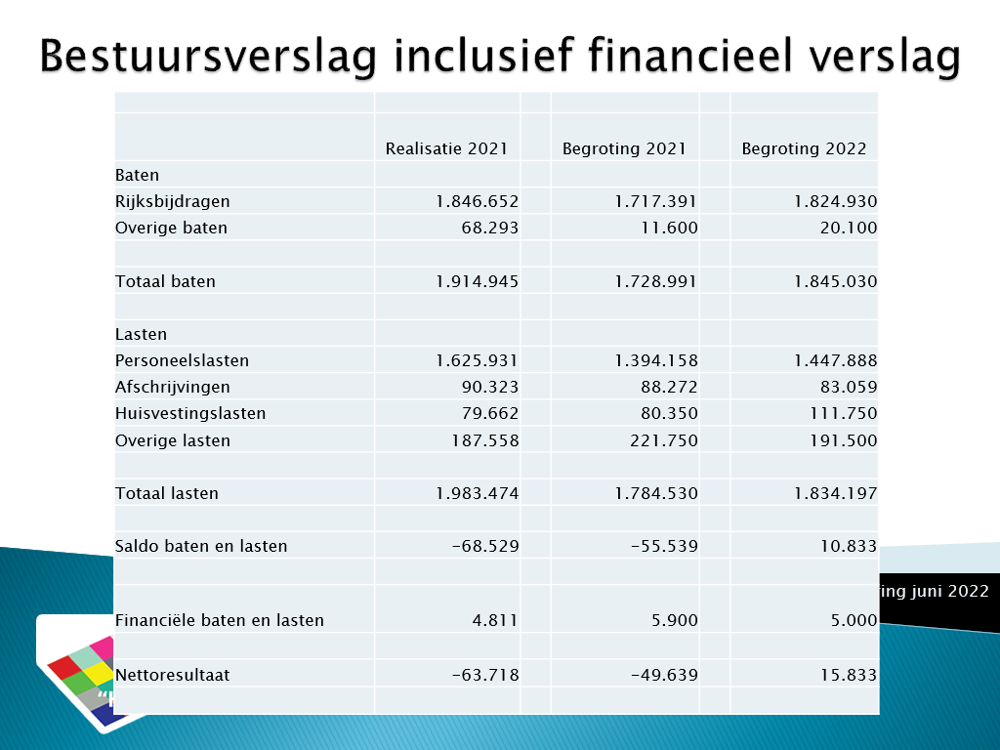 Bestuursverslag inclusief financieel verslag
Realisatie 2021 Begroting 2021 Begroting 2022
Baten
Rijksbijdragen 1.846.652 1.717.391 1.824.930
Overige baten 68.293 11.600 20.100
Totaal baten 1.914.945 1.728.991 1.845.030
Lasten
Personeelslasten 1.625.931 1.394.158 1.447.888
Afschrijvingen 90.323 88.272 83.059
Huisvestingslasten 79.662 80.350 111.750
Overige lasten 187.558 221.750 191.500
Totaal lasten 1.983.474 1.784.530 1.834.197
Saldo baten en lasten -68.529 -55.539 10.833
juni 2022
Financiële baten en lasten 4.811 5.900 5.000
Nettoresultaat -63.718 -49.639 15.833